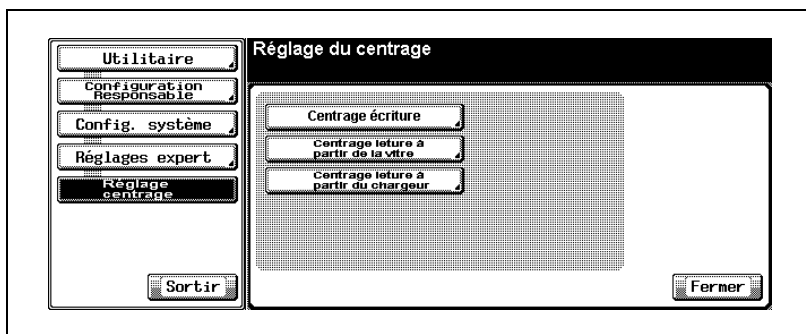 Utilitaire
Configuration
Responsable
Config. système
Réglages expert
Réglage
centrage
Sortir
Réglage du centrage
Centrage écriture
Centrage leture à
partir de la vitre
Centrage leture à
partir du chargeur
Fermer